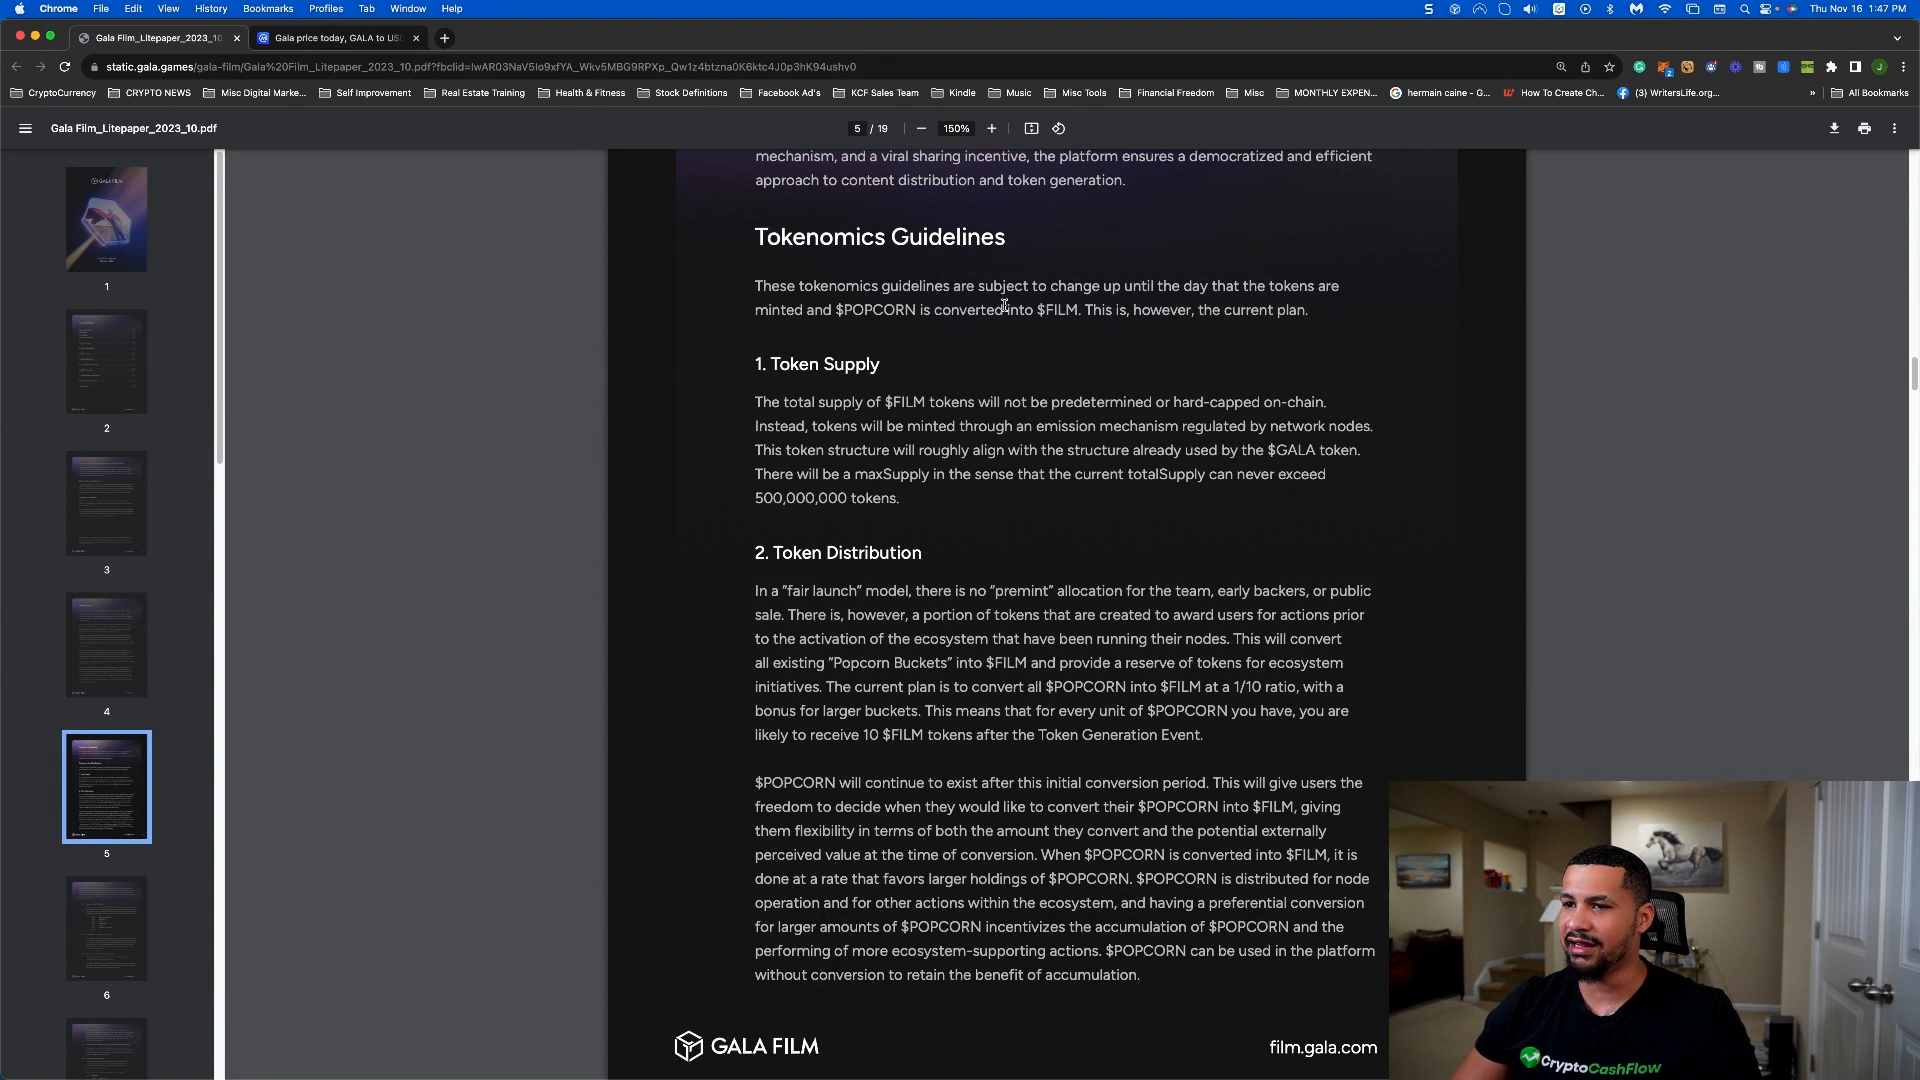 Chrome File Edit View History Bookmarks Profiles Tab Window Help Thu Nov 16 1:47 PM
Gala Film_Litepaper_2023_10 Gala price today, GALA to US
static.gala.games/gala-film/Gala%20Film_Litepaper_2023_10.pdf?fbclid=
CryptoCurrency CRYPTO NEWS Misc Digital Marke... Self Improvement Real Estate Training Health & Fitness Stock Definitions Facebook Ad's KCF Sales Team Kindle Music Misc Tools Financial Freedom Misc MONTHLY EXPEN... hermain caine - G... How To Create Ch... (3) WritersLife.org... » All Bookmarks
Gala Film_Litepaper_2023_10.pdf 5 / 19 150%
mechanism, and a viral sharing incentive, the platform ensures a democratized and efficient
approach to content distribution and token generation.
Tokenomics Guidelines
These tokenomics guidelines are subject to change up until the day that the tokens are
minted and $POPCORN is converted into $FILM. This is, however, the current plan.
1. Token Supply
The total supply of $FILM tokens will not be predetermined or hard-capped on-chain.
Instead, tokens will be minted through an emission mechanism regulated by network nodes.
This token structure will roughly align with the structure already used by the $GALA token.
There will be a maxSupply in the sense that the current totalSupply can never exceed
500,000,000 tokens.
2. Token Distribution
In a “fair launch” model, there is no “premint” allocation for the team, early backers, or public
sale. There is, however, a portion of tokens that are created to award users for actions prior
to the activation of the ecosystem that have been running their nodes. This will convert
all existing “Popcorn Buckets” into $FILM and provide a reserve of tokens for ecosystem
initiatives. The current plan is to convert all $POPCORN into $FILM at a 1/10 ratio, with a
bonus for larger buckets. This means that for every unit of $POPCORN you have, you are
likely to receive 10 $FILM tokens after the Token Generation Event.
$POPCORN will continue to exist after this initial conversion period. This will give users the
freedom to decide when they would like to convert their $POPCORN into $FILM, giving
them flexibility in terms of both the amount they convert and the potential externally
perceived value at the time of conversion. When $POPCORN is converted into $FILM, it is
done at a rate that favors larger holdings of $POPCORN. $POPCORN is distributed for node
operation and for other actions within the ecosystem, and having a preferential conversion
for larger amounts of $POPCORN incentivizes the accumulation of $POPCORN and the
performing of more ecosystem-supporting actions. $POPCORN can be used in the platform
without conversion to retain the benefit of accumulation.
GALA FILM film.gala.com
GALA FILM
1
2
3
4
5
6
CryptoCashFlow